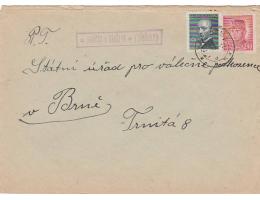 P.T.
Státní úřad pro válečné poškozence
v Brně
Trnitá 8